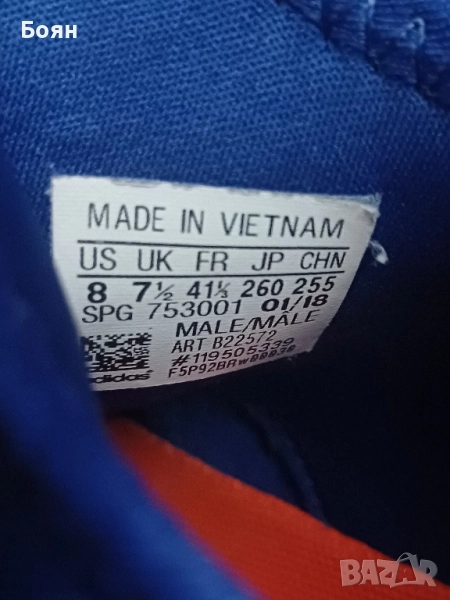 Боян
MADE IN VIETNAM
US UK FR JP CHN
8 7½ 41⅓ 260 255
SPG 753001 01/18
MALE/MÂLE
ART B22572
#119505339
adidas
BAZAR